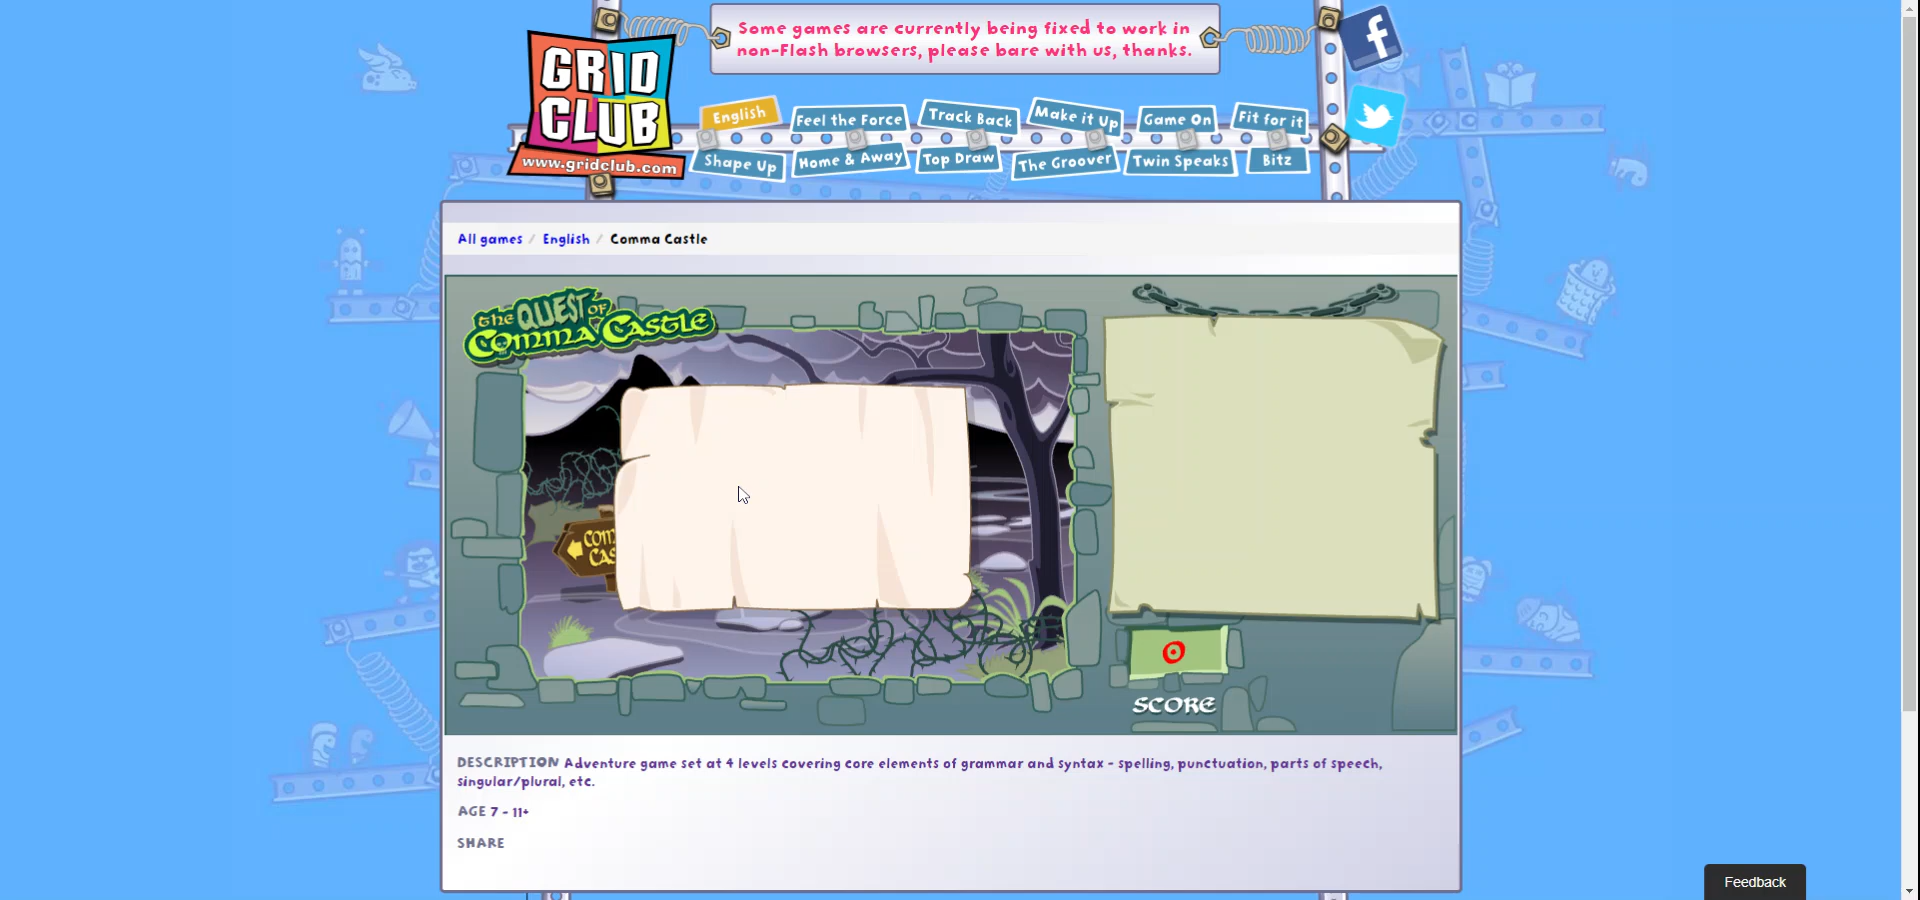 Some games are currently being fixed to work in
non-Flash browsers, please bare with us, thanks.
GRID
CLUB
www.gridclub.com
English
Feel the Force
Track Back
Make it Up
Game On
Fit for it
Shape Up
Home & Away
Top Draw
The Groover
Twin Speaks
Bitz
All games / English / Comma Castle
the QUEST of
Comma Castle
0
SCORE
DESCRIPTION Adventure game set at 4 levels covering core elements of grammar and syntax - spelling, punctuation, parts of speech,
singular/plural, etc.
AGE 7 - 11+
SHARE
Feedback